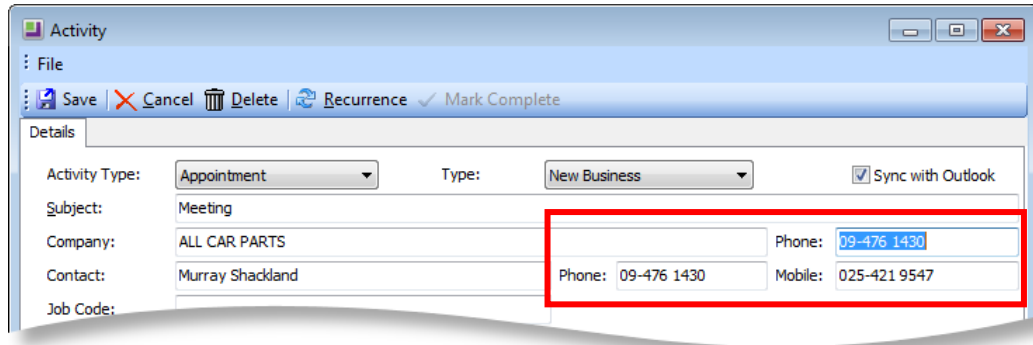 Activity
File
Save Cancel Delete Recurrence Mark Complete
Details
Activity Type: Appointment Type: New Business Sync with Outlook
Subject: Meeting
Company: ALL CAR PARTS Phone: 09-476 1430
Contact: Murray Shackland Phone: 09-476 1430 Mobile: 025-421 9547
Job Code: